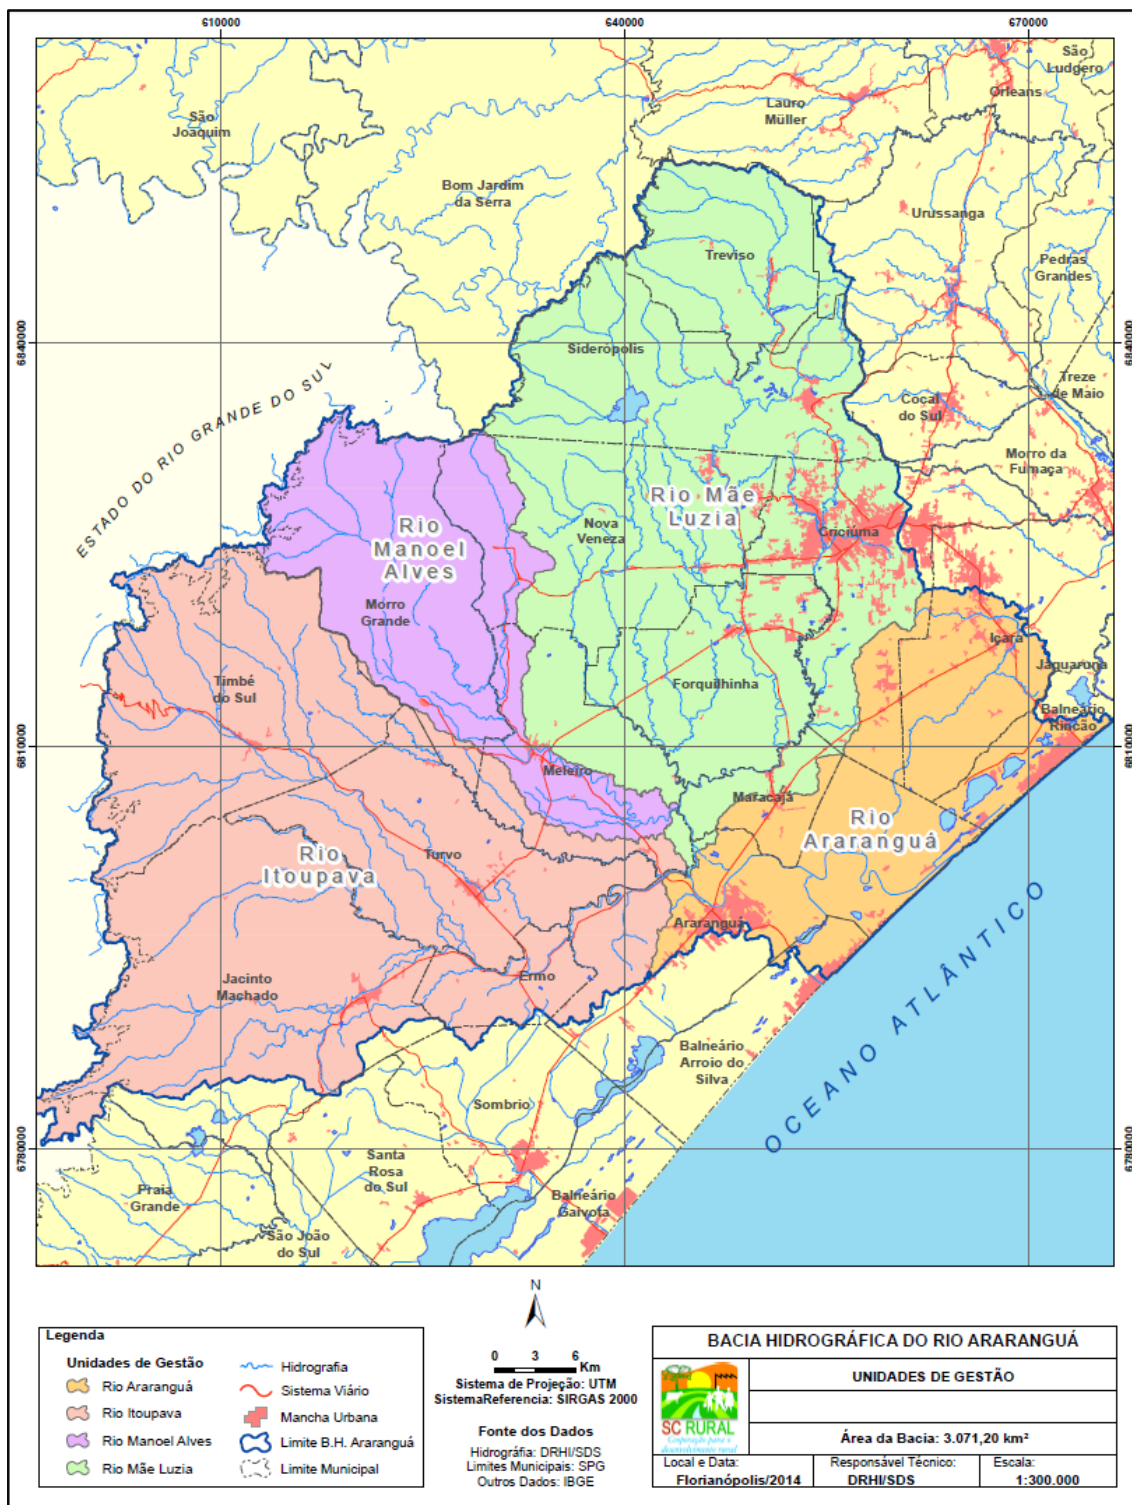 610000
640000
670000
São
Ludgero
Orleans
Lauro
Müller
São
Joaquim
Bom Jardim
da Serra
Urussanga
Treviso
Pedras
Grandes
6840000
6840000
Siderópolis
ESTADO DO RIO GRANDE DO SUL
Treze
de Maio
Cocal
do Sul
Morro da
Fumaça
Rio Mãe
Luzia
Rio
Manoel
Alves
Nova
Veneza
Criciúma
Morro
Grande
Içara
Jaguaruna
Timbé
do Sul
Forquilhinha
Balneário
Rincão
6810000
6810000
Meleiro
Maracajá
Rio
Araranguá
Rio
Itoupava
Turvo
Araranguá
OCEANO ATLÂNTICO
Jacinto
Machado
Ermo
Balneário
Arroio do
Silva
Sombrio
6780000
6780000
Santa
Rosa
do Sul
Praia
Grande
Balneário
Gaivota
São João
do Sul
N
Legenda
Unidades de Gestão
Rio Araranguá
Rio Itoupava
Rio Manoel Alves
Rio Mãe Luzia
Hidrografia
Sistema Viário
Mancha Urbana
Limite B.H. Araranguá
Limite Municipal
0 3 6
Km
Sistema de Projeção: UTM
SistemaReferencia: SIRGAS 2000
Fonte dos Dados
Hidrográfia: DRHI/SDS
Limites Municipais: SPG
Outros Dados: IBGE
BACIA HIDROGRÁFICA DO RIO ARARANGUÁ
UNIDADES DE GESTÃO
SC RURAL
Cooperação para o
desenvolvimento rural
Área da Bacia: 3.071,20 km²
Local e Data:
Florianópolis/2014
Responsável Técnico:
DRHI/SDS
Escala:
1:300.000